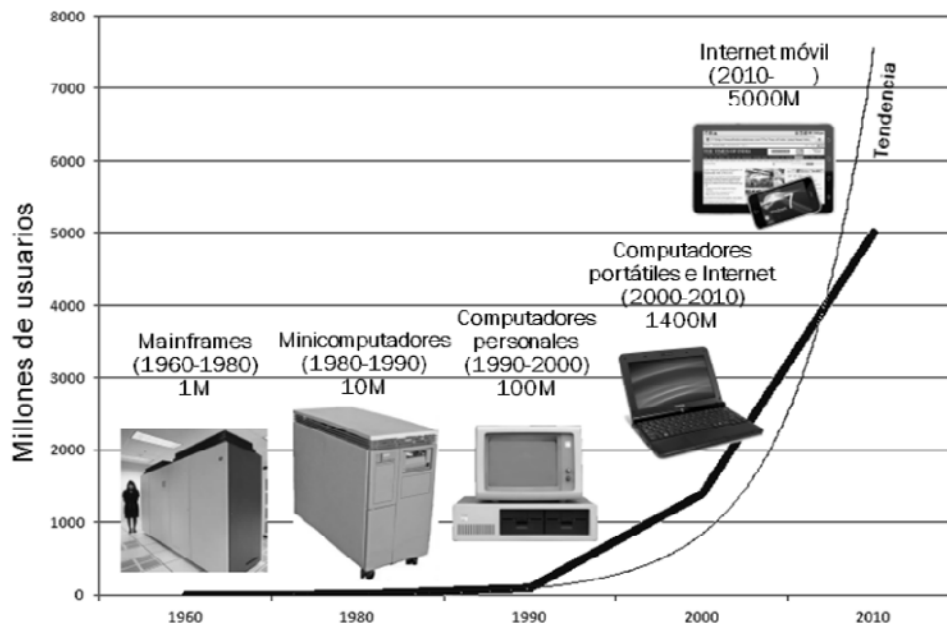 8000
7000
6000
5000
4000
3000
2000
1000
0
Millones de usuarios
Mainframes
(1960-1980)
1M
Minicomputadores
(1980-1990)
10M
Computadores
personales
(1990-2000)
100M
Computadores
portátiles e Internet
(2000-2010)
1400M
Internet móvil
(2010-      )
5000M
Tendencia
1960
1980
1990
2000
2010